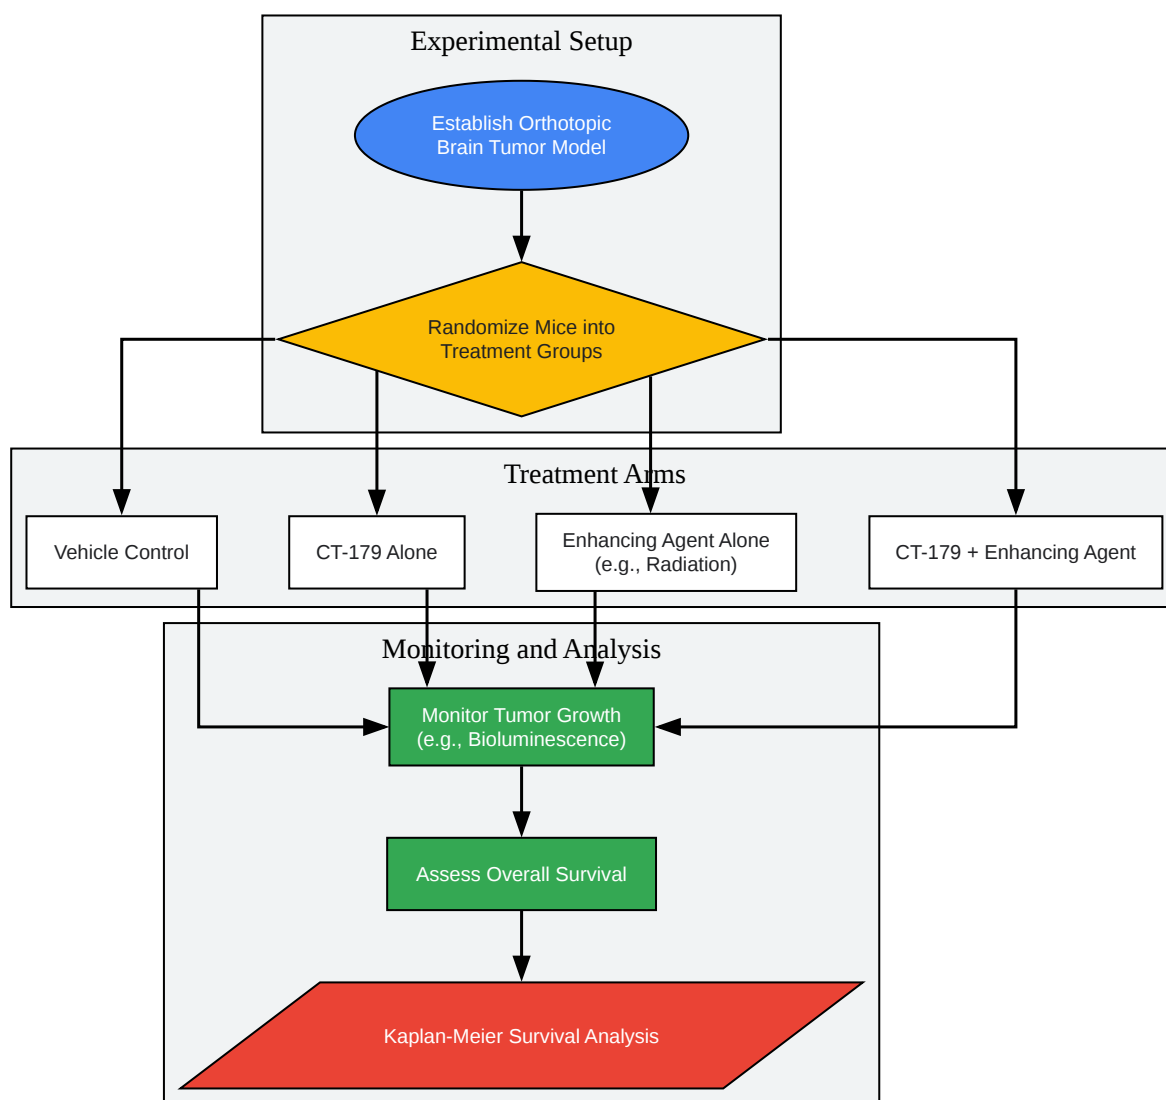 Experimental Setup
Establish Orthotopic
Brain Tumor Model
Randomize Mice into
Treatment Groups
Treatment Arms
Vehicle Control
CT-179 Alone
Enhancing Agent Alone
(e.g., Radiation)
CT-179 + Enhancing Agent
Monitoring and Analysis
Monitor Tumor Growth
(e.g., Bioluminescence)
Assess Overall Survival
Kaplan-Meier Survival Analysis